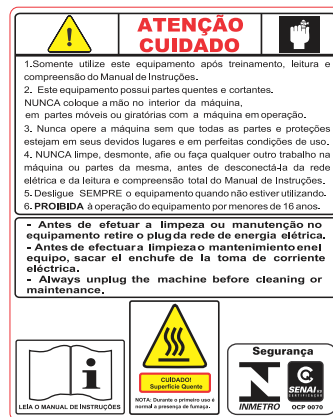 ATENÇÃO
CUIDADO
1.Somente utilize este equipamento após treinamento, leitura e
compreensão do Manual de Instruções.
2. Este equipamento possui partes quentes e cortantes.
NUNCA coloque a mão no interior da máquina,
em partes móveis ou giratórias com a máquina em operação.
3. Nunca opere a máquina sem que todas as partes e proteções
estejam em seus devidos lugares e em perfeitas condições de uso.
4. NUNCA limpe, desmonte, afie ou faça qualquer outro trabalho na
máquina ou partes da mesma, antes de desconectá-la da rede
elétrica e da leitura e compreensão total do Manual de Instruções.
5. Desligue SEMPRE o equipamento quando não estiver utilizando.
6. PROIBIDA à operação do equipamento por menores de 16 anos.
- Antes de efetuar a limpeza ou manutenção no
equipamento retire o plug da rede de energia elétrica.
- Antes de efectuar a limpieza o mantenimiento en el
equipo, sacar el enchufe de la toma de corriente
eléctrica.
- Always unplug the machine before cleaning or
maintenance.
LEÍA O MANUAL DE INSTRUÇÕES
CUIDADO!
Superfície Quente
NOTA: Durante o primeiro uso é
normal a presença de fumaça.
Segurança
INMETRO
SENAI
CERTIFICAÇÃO
OCP 0098